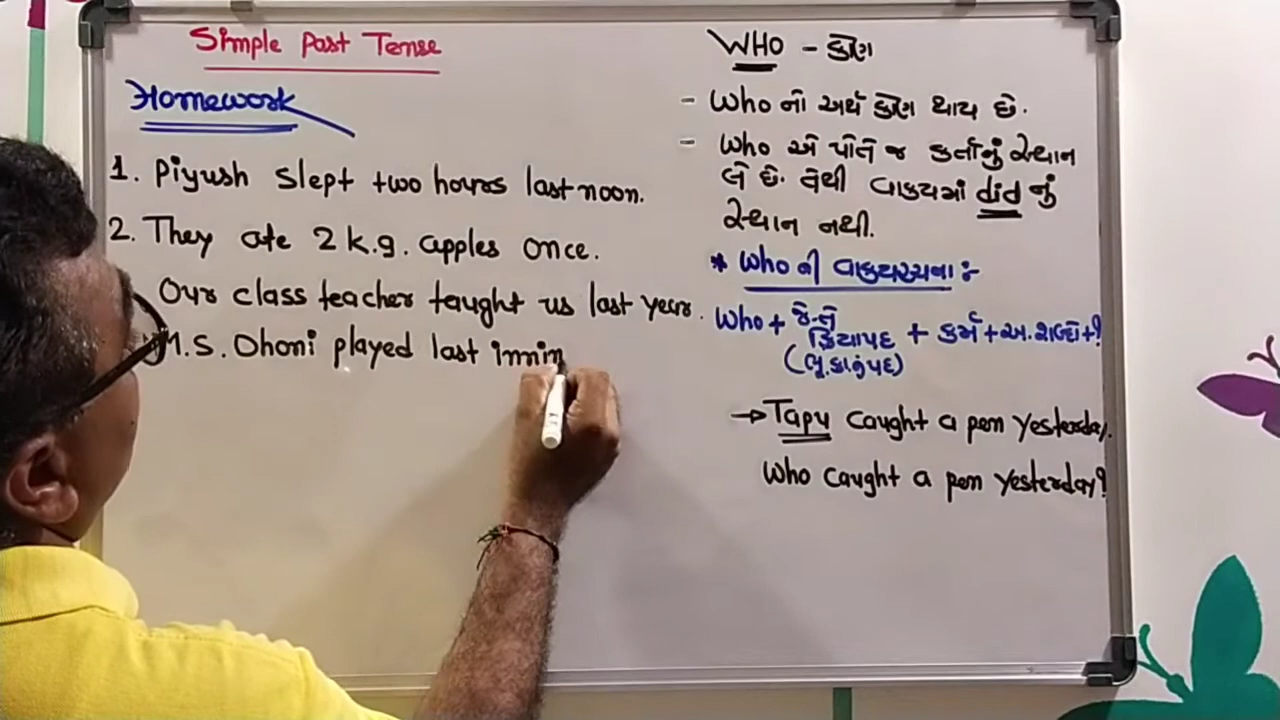 Simple Past Tense
Homework
1. Piyush slept two hours last noon.
2. They ate 2 k.g. apples once.
Our class teacher taught us last year.
M.S. Dhoni played last innin
WHO - કોણ
- Who નો અર્થ કોણ થાય છે.
- Who એ પોતે જ કર્તાનું સ્થાન
લે છે. તેથી વાક્યમાં did નું
સ્થાન નથી.
* Who ની વાક્યરચના :-
Who + જે-તે ક્રિયાપદ + કર્મ + અ. શબ્દો + ?
(ભૂ.કાનું પદ)
→ Tapu caught a pen yesterday.
Who caught a pen yesterday?